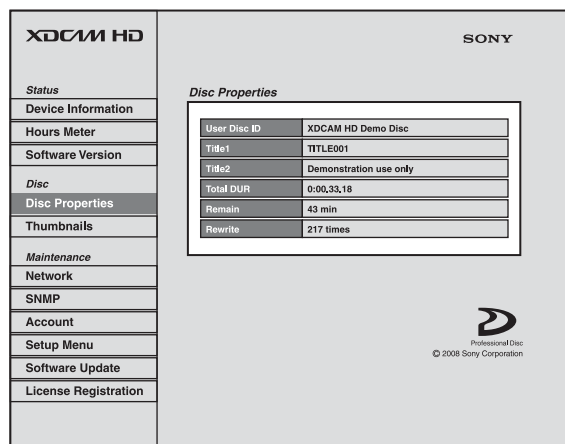 XDCAM HD
SONY
Status
Device Information
Hours Meter
Software Version
Disc
Disc Properties
Thumbnails
Maintenance
Network
SNMP
Account
Setup Menu
Software Update
License Registration
Disc Properties
User Disc ID XDCAM HD Demo Disc
Title1 TITLE001
Title2 Demonstration use only
Total DUR 0:00,33,18
Remain 43 min
Rewrite 217 times
Professional Disc
© 2008 Sony Corporation